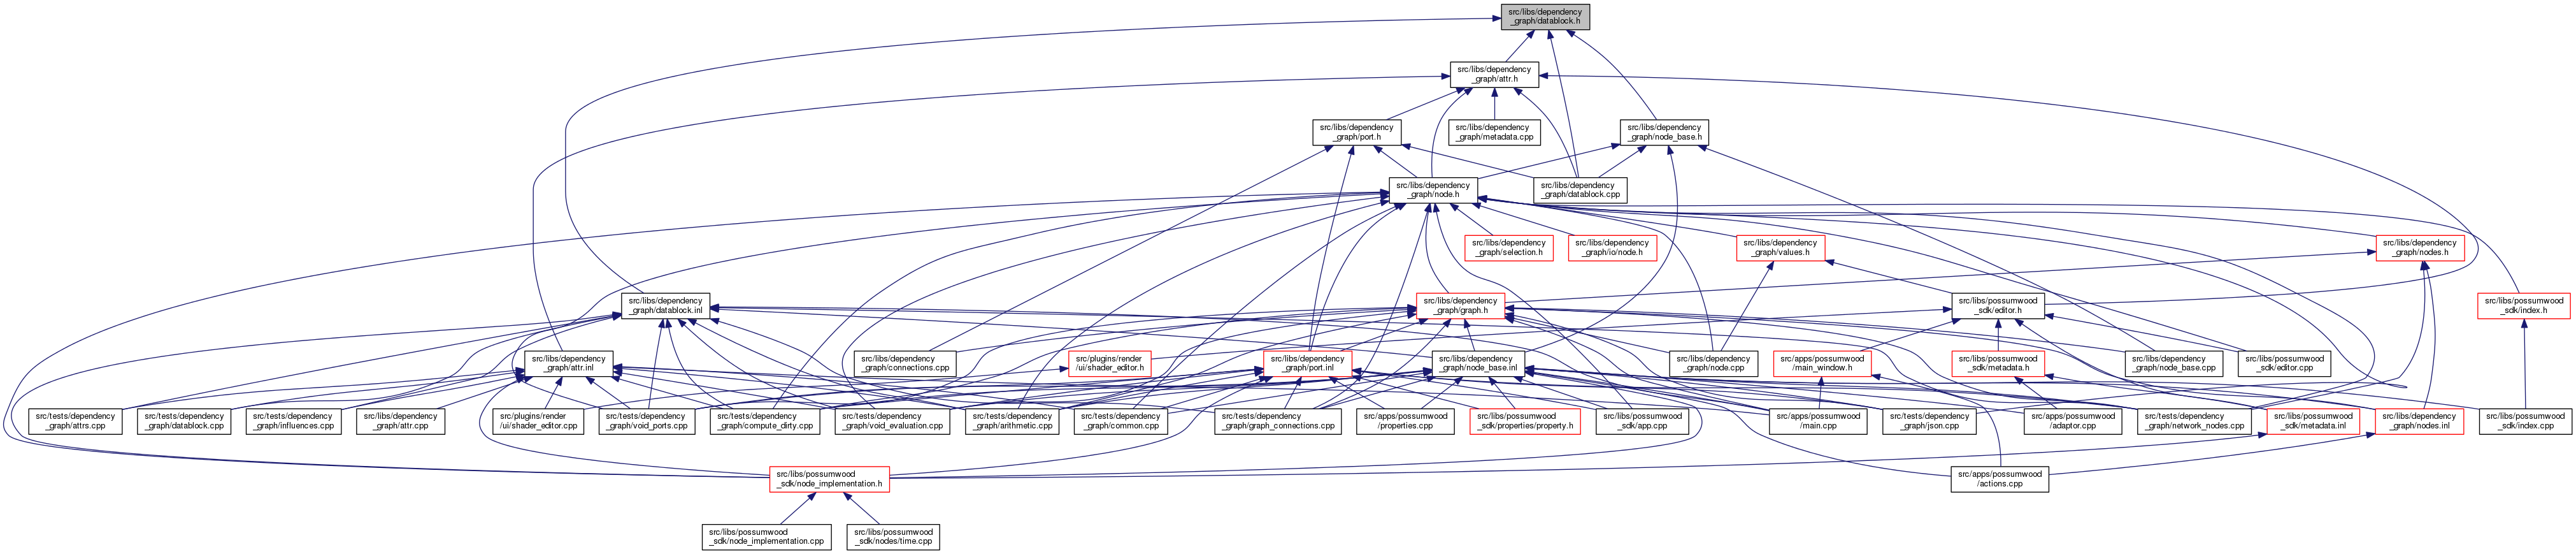 src/libs/dependency
_graph/datablock.h
src/libs/dependency
_graph/attr.h
src/libs/dependency
_graph/port.h
src/libs/dependency
_graph/metadata.cpp
src/libs/dependency
_graph/node_base.h
src/libs/dependency
_graph/node.h
src/libs/dependency
_graph/datablock.cpp
src/libs/dependency
_graph/selection.h
src/libs/dependency
_graph/io/node.h
src/libs/dependency
_graph/values.h
src/libs/dependency
_graph/nodes.h
src/libs/dependency
_graph/datablock.inl
src/libs/dependency
_graph/graph.h
src/libs/possumwood
_sdk/editor.h
src/libs/possumwood
_sdk/index.h
src/libs/dependency
_graph/attr.inl
src/libs/dependency
_graph/connections.cpp
src/plugins/render
/ui/shader_editor.h
src/libs/dependency
_graph/port.inl
src/libs/dependency
_graph/node_base.inl
src/libs/dependency
_graph/node.cpp
src/apps/possumwood
/main_window.h
src/libs/possumwood
_sdk/metadata.h
src/libs/dependency
_graph/node_base.cpp
src/libs/possumwood
_sdk/editor.cpp
src/tests/dependency
_graph/attrs.cpp
src/tests/dependency
_graph/datablock.cpp
src/tests/dependency
_graph/influences.cpp
src/libs/dependency
_graph/attr.cpp
src/plugins/render
/ui/shader_editor.cpp
src/tests/dependency
_graph/void_ports.cpp
src/tests/dependency
_graph/compute_dirty.cpp
src/tests/dependency
_graph/void_evaluation.cpp
src/tests/dependency
_graph/arithmetic.cpp
src/tests/dependency
_graph/common.cpp
src/tests/dependency
_graph/graph_connections.cpp
src/apps/possumwood
/properties.cpp
src/libs/possumwood
_sdk/properties/property.h
src/libs/possumwood
_sdk/app.cpp
src/apps/possumwood
/main.cpp
src/tests/dependency
_graph/json.cpp
src/apps/possumwood
/adaptor.cpp
src/tests/dependency
_graph/network_nodes.cpp
src/libs/possumwood
_sdk/metadata.inl
src/libs/dependency
_graph/nodes.inl
src/libs/possumwood
_sdk/index.cpp
src/libs/possumwood
_sdk/node_implementation.h
src/apps/possumwood
/actions.cpp
src/libs/possumwood
_sdk/node_implementation.cpp
src/libs/possumwood
_sdk/nodes/time.cpp